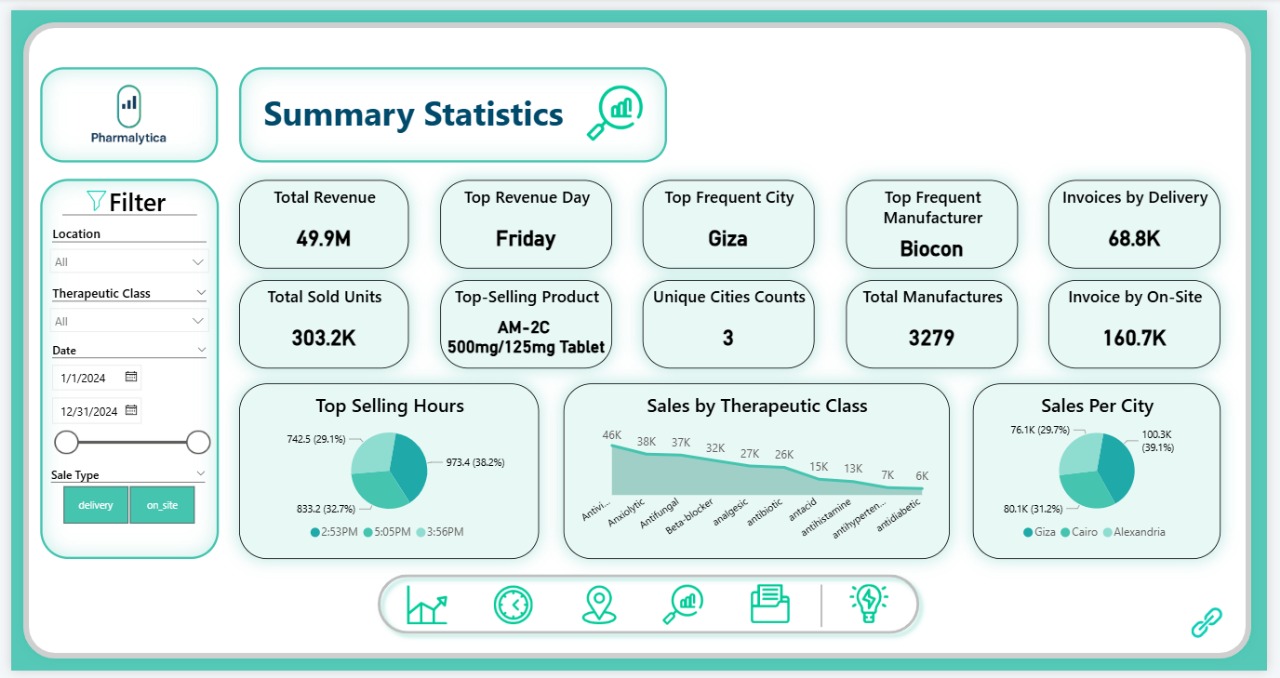 Pharmalytica
Summary Statistics
Filter
Location
All
Therapeutic Class
All
Date
1/1/2024
12/31/2024
Sale Type
delivery
on_site
Total Revenue
49.9M
Top Revenue Day
Friday
Top Frequent City
Giza
Top Frequent
Manufacturer
Biocon
Invoices by Delivery
68.8K
Total Sold Units
303.2K
Top-Selling Product
AM-2C
500mg/125mg Tablet
Unique Cities Counts
3
Total Manufactures
3279
Invoice by On-Site
160.7K
Top Selling Hours
742.5 (29.1%)
973.4 (38.2%)
833.2 (32.7%)
2:53PM 5:05PM 3:56PM
Sales by Therapeutic Class
46K 38K 37K 32K 27K 26K 15K 13K 7K 6K
Antivi... Anxiolytic Antifungal Beta-blocker analgesic antibiotic antacid antihistamine antihyperten... antidiabetic
Sales Per City
76.1K (29.7%)
100.3K
(39.1%)
80.1K (31.2%)
Giza Cairo Alexandria